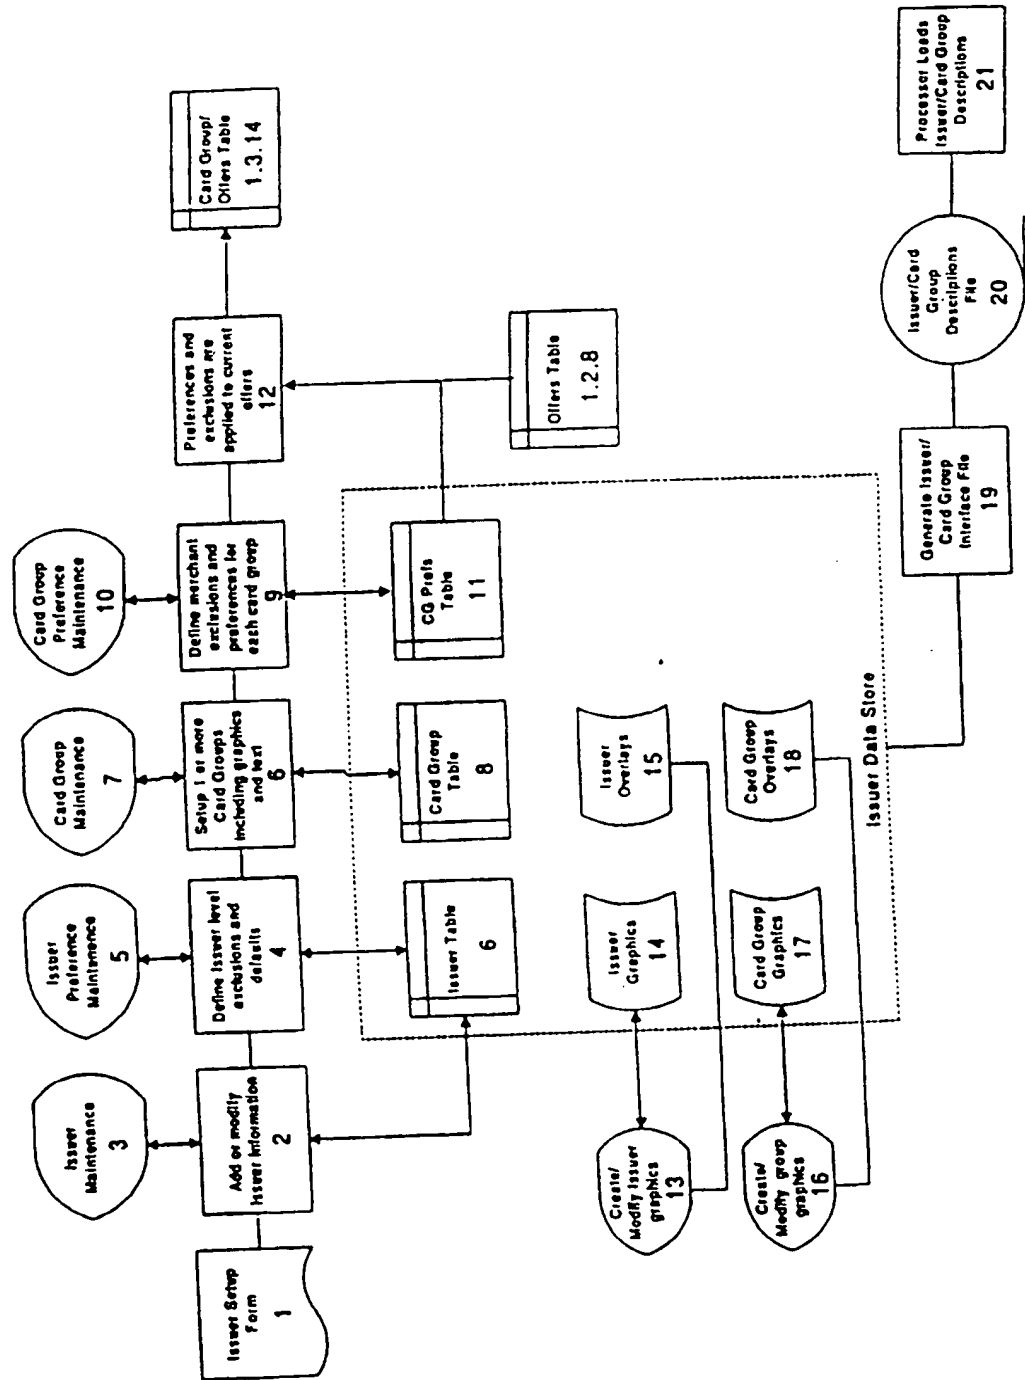 Issuer Setup
Form
1
Add or modify
Issuer Information
2
Issuer
Maintenance
3
Define Issuer level
exclusions and
defaults
4
Issuer
Preference
Maintenence
5
Setup 1 or more
Card Groups
including graphics
and text
6
Card Group
Maintenance
7
Define merchant
exclusions and
preferences for
each card group
9
Card Group
Preference
Maintenance
10
Preferences and
exclusions are
applied to current
offers
12
Card Group/
Offers Table
1.3.14
Issuer Table
6
Card Group
Table
8
CG Prefs
Table
11
Offers Table
1.2.8
Create/
Modify Issuer
graphics
13
Issuer
Graphics
14
Issuer
Overlays
15
Create/
Modify group
graphics
16
Card Group
Graphics
17
Card Group
Overlays
18
Issuer Data Store
Generate Issuer/
Card Group
Interface File
19
Issuer/Card
Group
Descriptions
File
20
Processor Loads
Issuer/Card Group
Descriptions
21